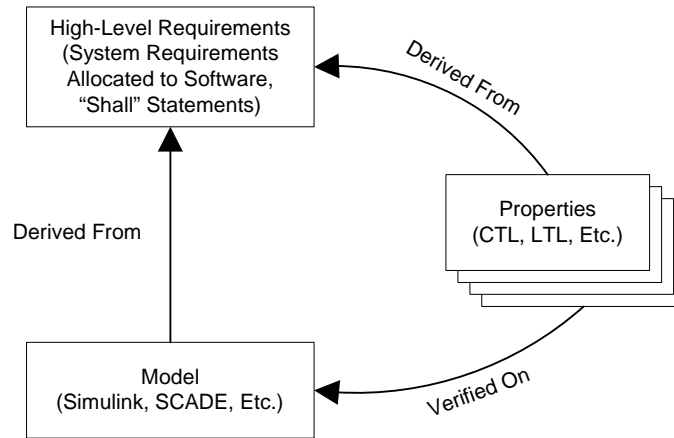 High-Level Requirements
(System Requirements
Allocated to Software,
“Shall” Statements)
Derived From
Properties
(CTL, LTL, Etc.)
Derived From
Model
(Simulink, SCADE, Etc.)
Verified On